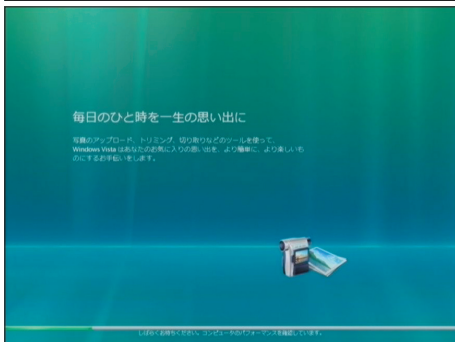 毎日のひと時を一生の思い出に
写真のアップロード、トリミング、切り取りなどのツールを使って、
Windows Vista はあなたのお気に入りの思い出を、より簡単に、より楽しいも
のにするお手伝いをします。
しばらくお待ちください。コンピュータのパフォーマンスを確認しています。